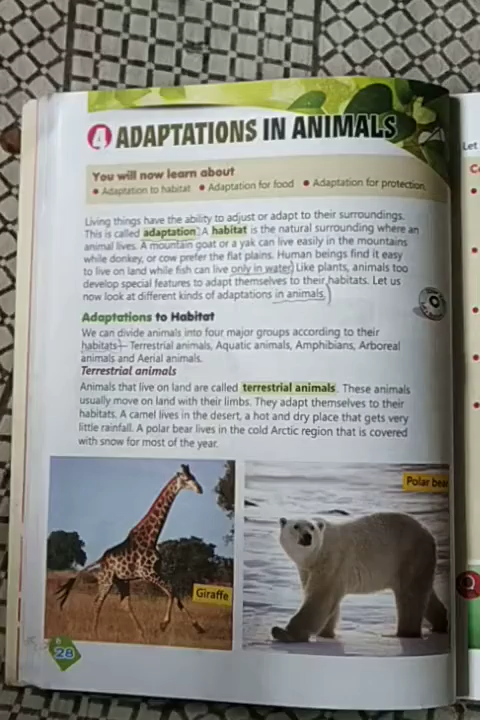 4 ADAPTATIONS IN ANIMALS
You will now learn about
• Adaptation to habitat • Adaptation for food • Adaptation for protection
Living things have the ability to adjust or adapt to their surroundings.
This is called adaptation. A habitat is the natural surrounding where an
animal lives. A mountain goat or a yak can live easily in the mountains
while donkey, or cow prefer the flat plains. Human beings find it easy
to live on land while fish can live only in water. Like plants, animals too
develop special features to adapt themselves to their habitats. Let us
now look at different kinds of adaptations in animals.
Adaptations to Habitat
We can divide animals into four major groups according to their
habitats – Terrestrial animals, Aquatic animals, Amphibians, Arboreal
animals and Aerial animals.
Terrestrial animals
Animals that live on land are called terrestrial animals. These animals
usually move on land with their limbs. They adapt themselves to their
habitats. A camel lives in the desert, a hot and dry place that gets very
little rainfall. A polar bear lives in the cold Arctic region that is covered
with snow for most of the year.
Giraffe
Polar bear
28
Let